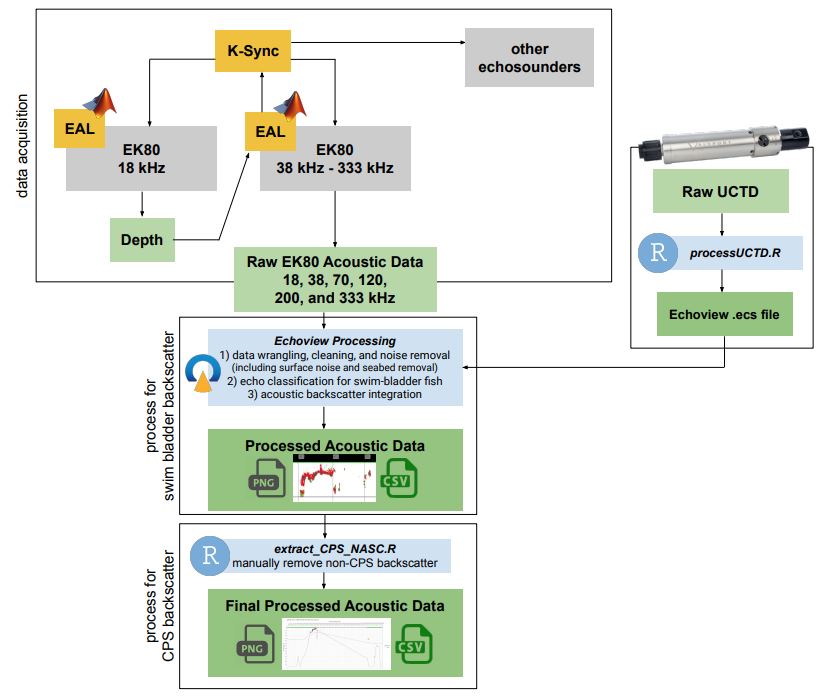 data acquisition
K-Sync
other
echosounders
EAL
EK80
18 kHz
EAL
EK80
38 kHz - 333 kHz
Depth
Raw EK80 Acoustic Data
18, 38, 70, 120,
200, and 333 kHz
Raw UCTD
R
processUCTD.R
Echoview .ecs file
process for
swim bladder backscatter
Echoview Processing
1) data wrangling, cleaning, and noise removal
(including surface noise and seabed removal)
2) echo classification for swim-bladder fish
3) acoustic backscatter integration
Processed Acoustic Data
PNG
CSV
process for
CPS backscatter
R
extract_CPS_NASC.R
manually remove non-CPS backscatter
Final Processed Acoustic Data
PNG
CSV